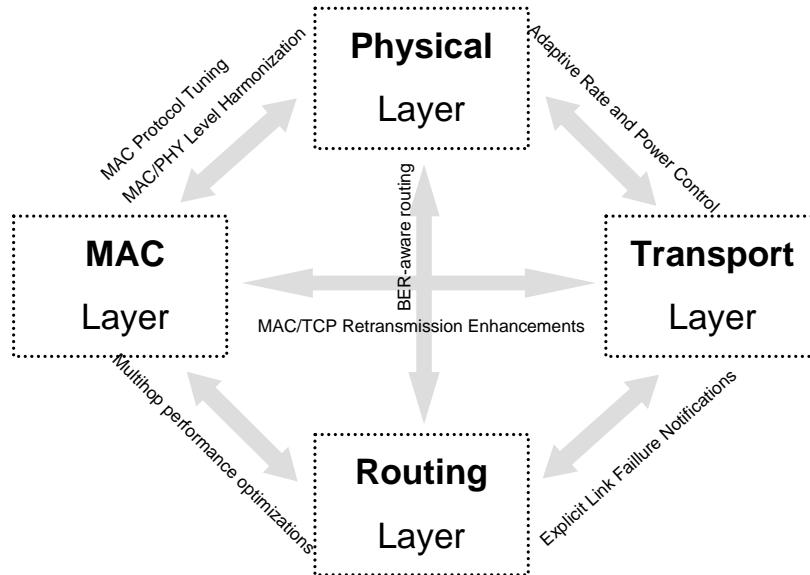 Physical
Layer
MAC Protocol Tuning
MAC/PHY Level Harmonization
Adaptive Rate and Power Control
BER-aware routing
MAC
Layer
Transport
Layer
MAC/TCP Retransmission Enhancements
Multihop performance optimizations
Explicit Link Faillure Notifications
Routing
Layer